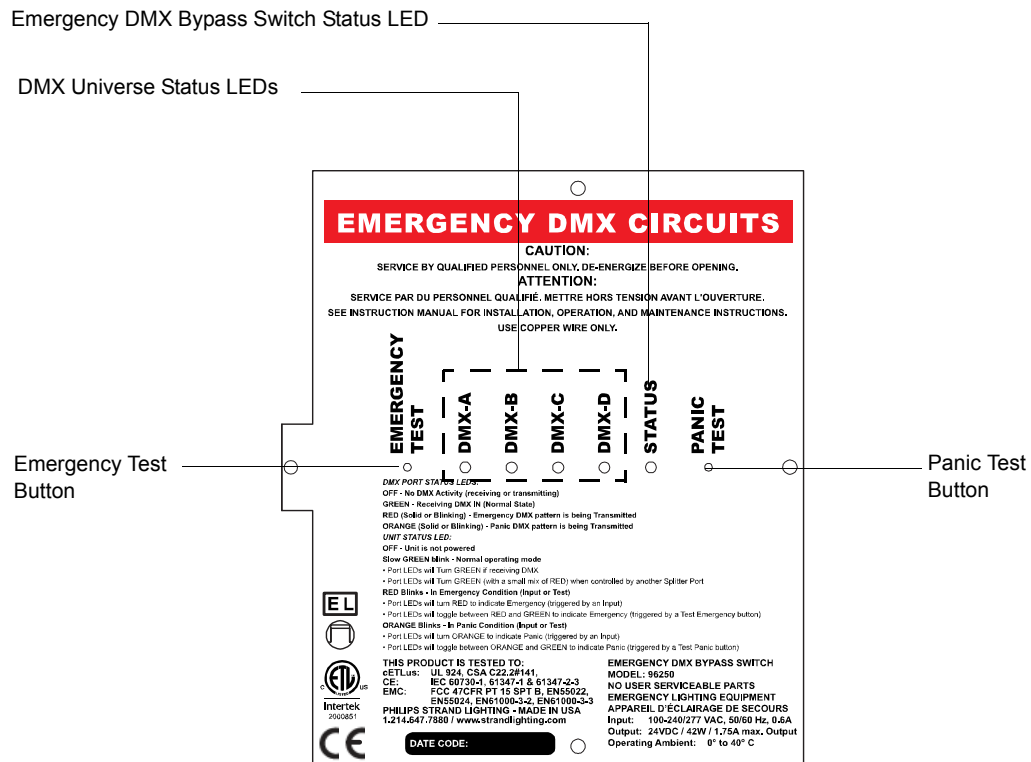 Emergency DMX Bypass Switch Status LED
DMX Universe Status LEDs
EMERGENCY DMX CIRCUITS
CAUTION:
SERVICE BY QUALIFIED PERSONNEL ONLY. DE-ENERGIZE BEFORE OPENING.
ATTENTION:
SERVICE PAR DU PERSONNEL QUALIFIÉ. METTRE HORS TENSION AVANT L'OUVERTURE.
SEE INSTRUCTION MANUAL FOR INSTALLATION, OPERATION, AND MAINTENANCE INSTRUCTIONS.
USE COPPER WIRE ONLY.
EMERGENCY
TEST
DMX-A
DMX-B
DMX-C
DMX-D
STATUS
PANIC
TEST
Emergency Test
Button
Panic Test
Button
DMX PORT STATUS LEDS:
OFF - No DMX Activity (receiving or transmitting)
GREEN - Receiving DMX IN (Normal State)
RED (Solid or Blinking) - Emergency DMX pattern is being Transmitted
ORANGE (Solid or Blinking) - Panic DMX pattern is being Transmitted
UNIT STATUS LED:
OFF - Unit is not powered
Slow GREEN blink - Normal operating mode
• Port LEDs will Turn GREEN if receiving DMX
• Port LEDs will Turn GREEN (with a small mix of RED) when controlled by another Splitter Port
RED Blinks - In Emergency Condition (Input or Test)
• Port LEDs will turn RED to indicate Emergency (triggered by an Input)
• Port LEDs will toggle between RED and GREEN to indicate Emergency (triggered by a Test Emergency button)
ORANGE Blinks - In Panic Condition (Input or Test)
• Port LEDs will turn ORANGE to indicate Panic (triggered by an Input)
• Port LEDs will toggle between ORANGE and GREEN to indicate Panic (triggered by a Test Panic button)
EL
c ETL us
Intertek
2000851
CE
THIS PRODUCT IS TESTED TO:
cETLus: UL 924, CSA C22.2#141,
CE: IEC 60730-1, 61347-1 & 61347-2-3
EMC: FCC 47CFR PT 15 SPT B, EN55022,
EN55024, EN61000-3-2, EN61000-3-3
PHILIPS STRAND LIGHTING - MADE IN USA
1.214.647.7880 / www.strandlighting.com
DATE CODE:
EMERGENCY DMX BYPASS SWITCH
MODEL: 96250
NO USER SERVICEABLE PARTS
EMERGENCY LIGHTING EQUIPMENT
APPAREIL D'ÉCLAIRAGE DE SECOURS
Input: 100-240/277 VAC, 50/60 Hz, 0.6A
Output: 24VDC / 42W / 1.75A max. Output
Operating Ambient: 0° to 40° C